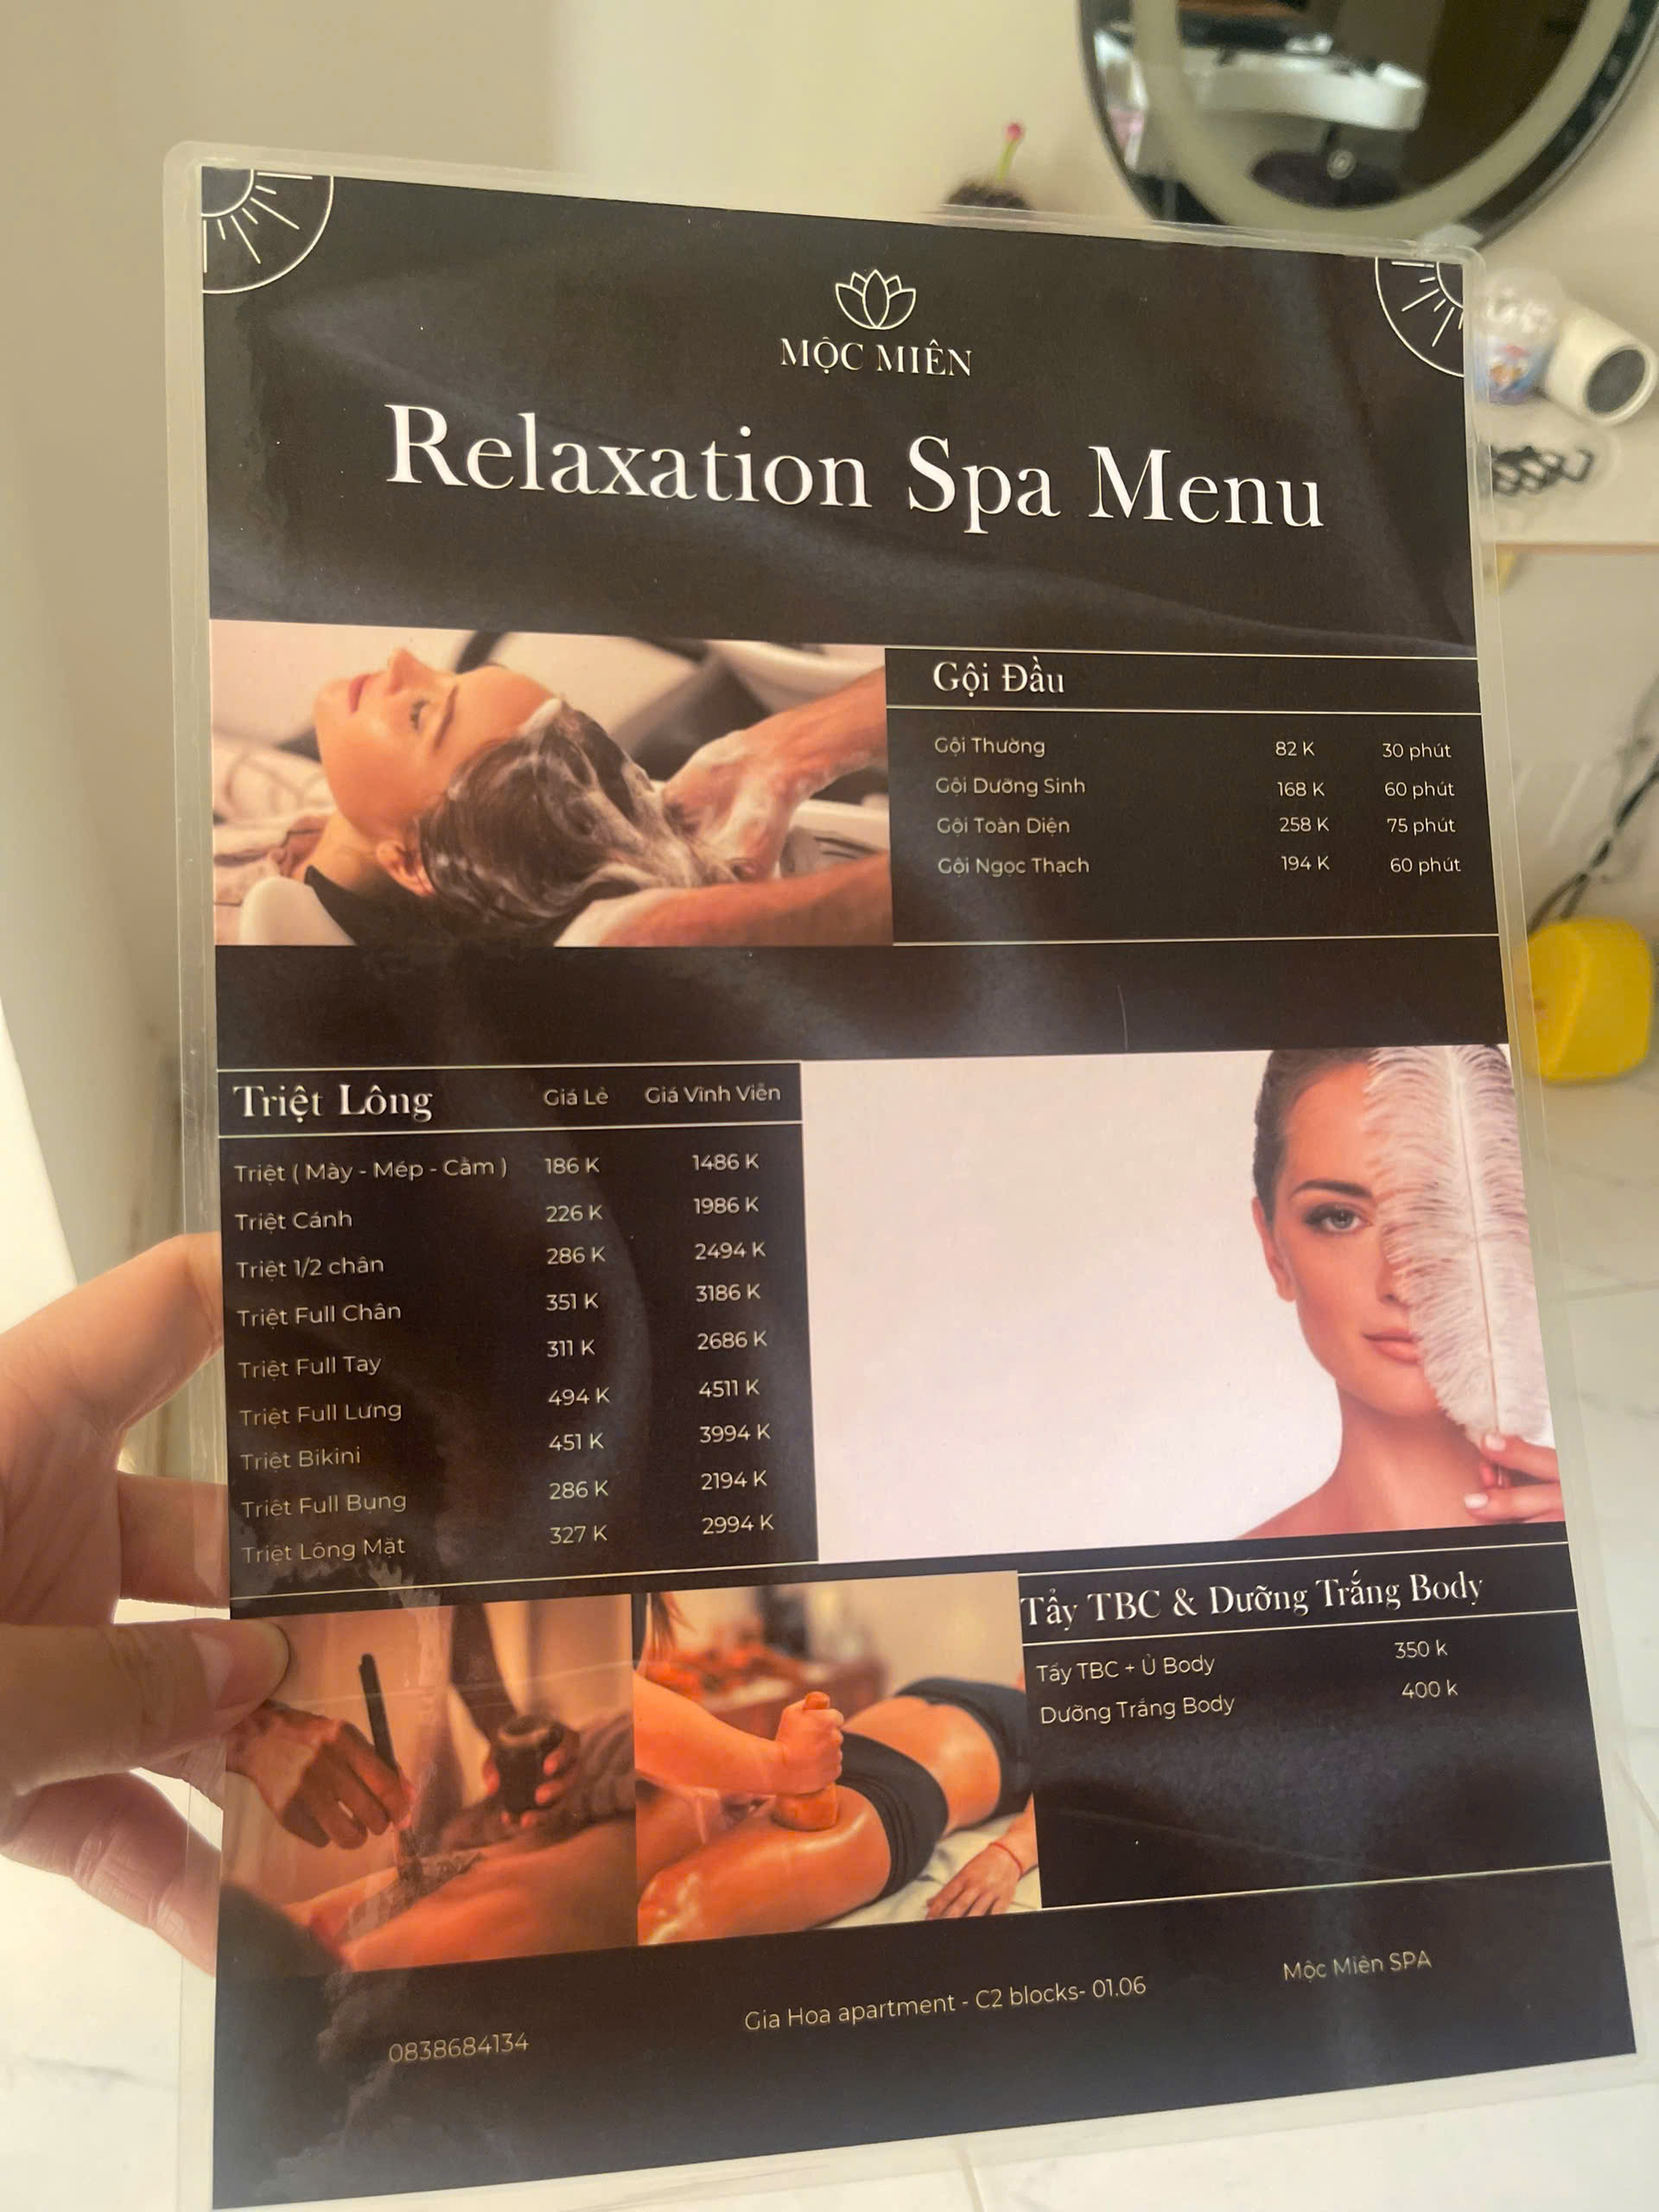 MỘC MIÊN
Relaxation Spa Menu
Gội Đầu
Gội Thường 82 K 30 phút
Gội Dưỡng Sinh 168 K 60 phút
Gội Toàn Diện 258 K 75 phút
Gội Ngọc Thạch 194 K 60 phút
Triệt Lông Giá Lẻ Giá Vĩnh Viễn
Triệt ( Mày - Mép - Cằm ) 186 K 1486 K
Triệt Cánh 226 K 1986 K
Triệt 1/2 chân 286 K 2494 K
Triệt Full Chân 351 K 3186 K
Triệt Full Tay 311 K 2686 K
Triệt Full Lưng 494 K 4511 K
Triệt Bikini 451 K 3994 K
Triệt Full Bụng 286 K 2194 K
Triệt Lông Mặt 327 K 2994 K
Tẩy TBC & Dưỡng Trắng Body
Tẩy TBC + Ủ Body 350 k
Dưỡng Trắng Body 400 k
0838684134 Gia Hoa apartment - C2 blocks- 01.06 Mộc Miên SPA